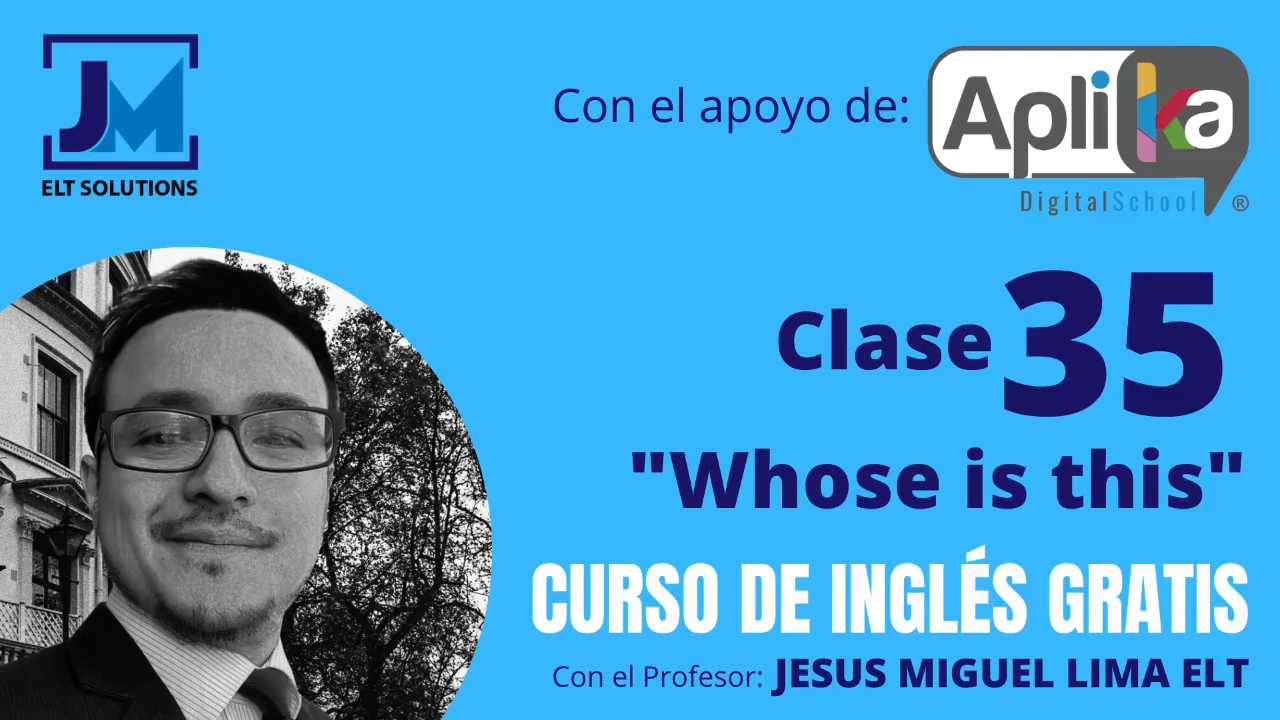 JM
ELT SOLUTIONS
Con el apoyo de:
Aplika
DigitalSchool ®
Clase 35
"Whose is this"
CURSO DE INGLÉS GRATIS
Con el Profesor: JESUS MIGUEL LIMA ELT